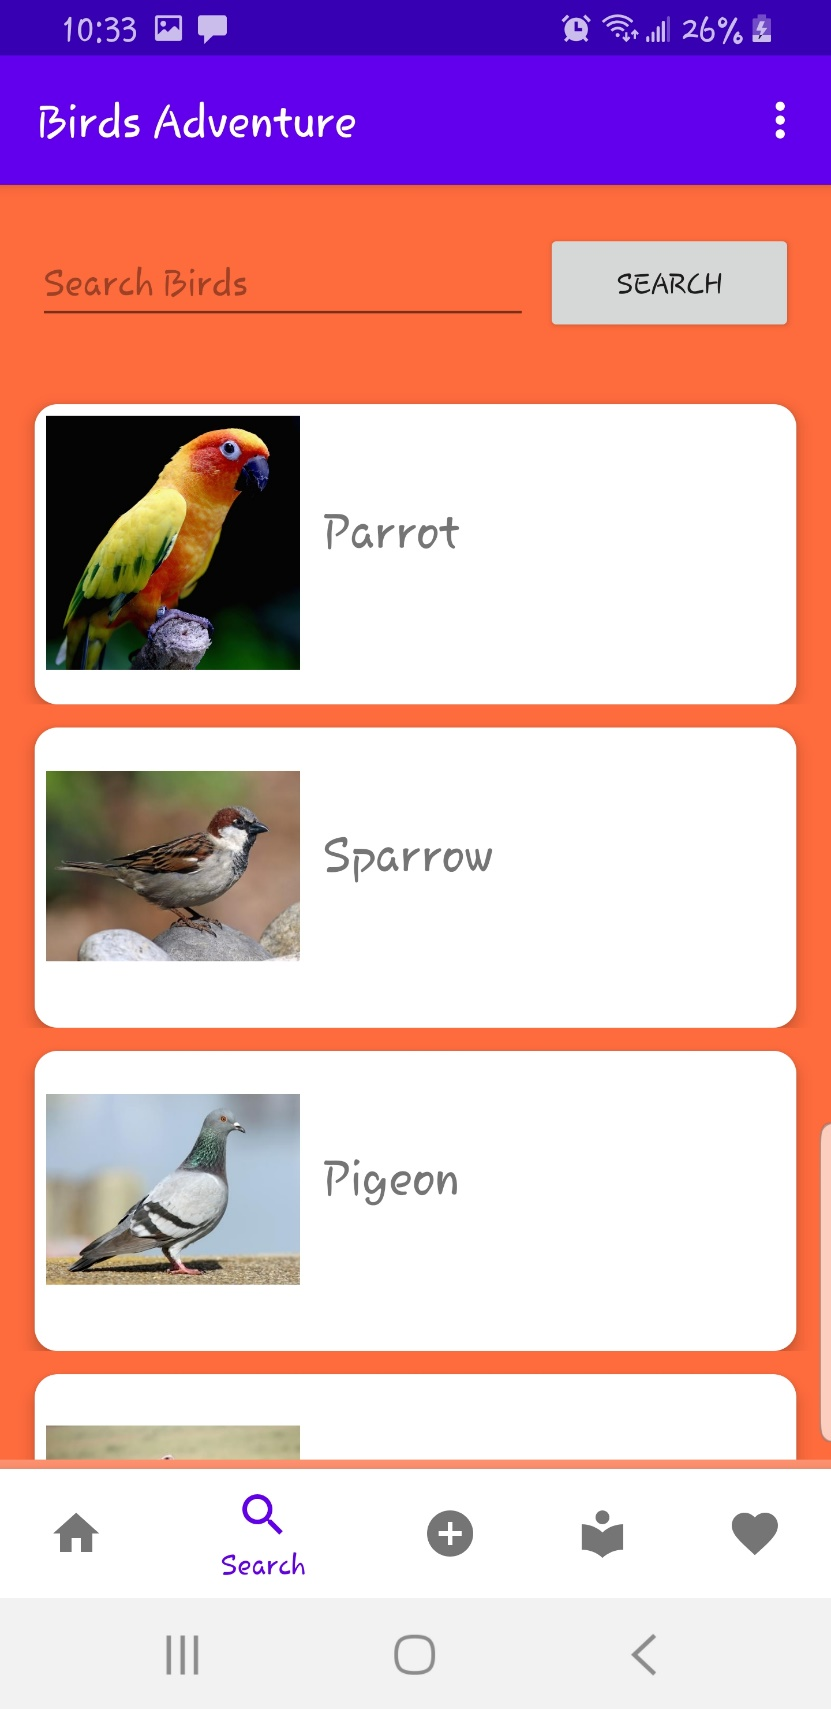 10:33 26%
Birds Adventure
Search Birds SEARCH
Parrot
Sparrow
Pigeon
Search